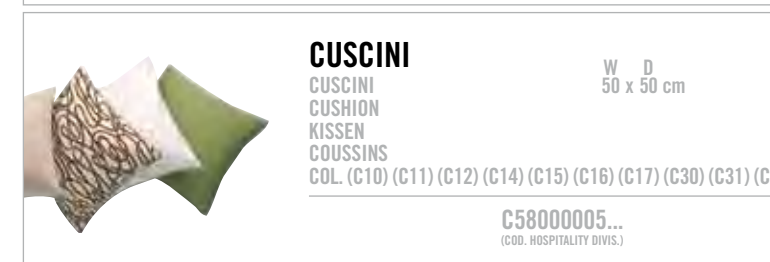 CUSCINI
W D
CUSCINI 50 x 50 cm
CUSHION
KISSEN
COUSSINS
COL. (C10) (C11) (C12) (C14) (C15) (C16) (C17) (C30) (C31) (C
C58000005...
(COD. HOSPITALITY DIVIS.)